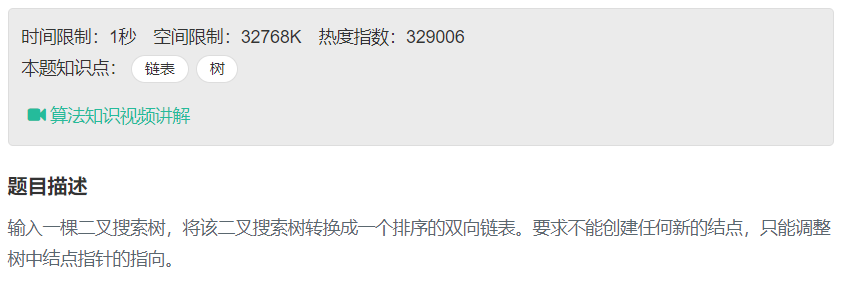 时间限制：1秒 空间限制：32768K 热度指数：329006
本题知识点： 链表 树
算法知识视频讲解
题目描述
输入一棵二叉搜索树，将该二叉搜索树转换成一个排序的双向链表。要求不能创建任何新的结点，只能调整
树中结点指针的指向。